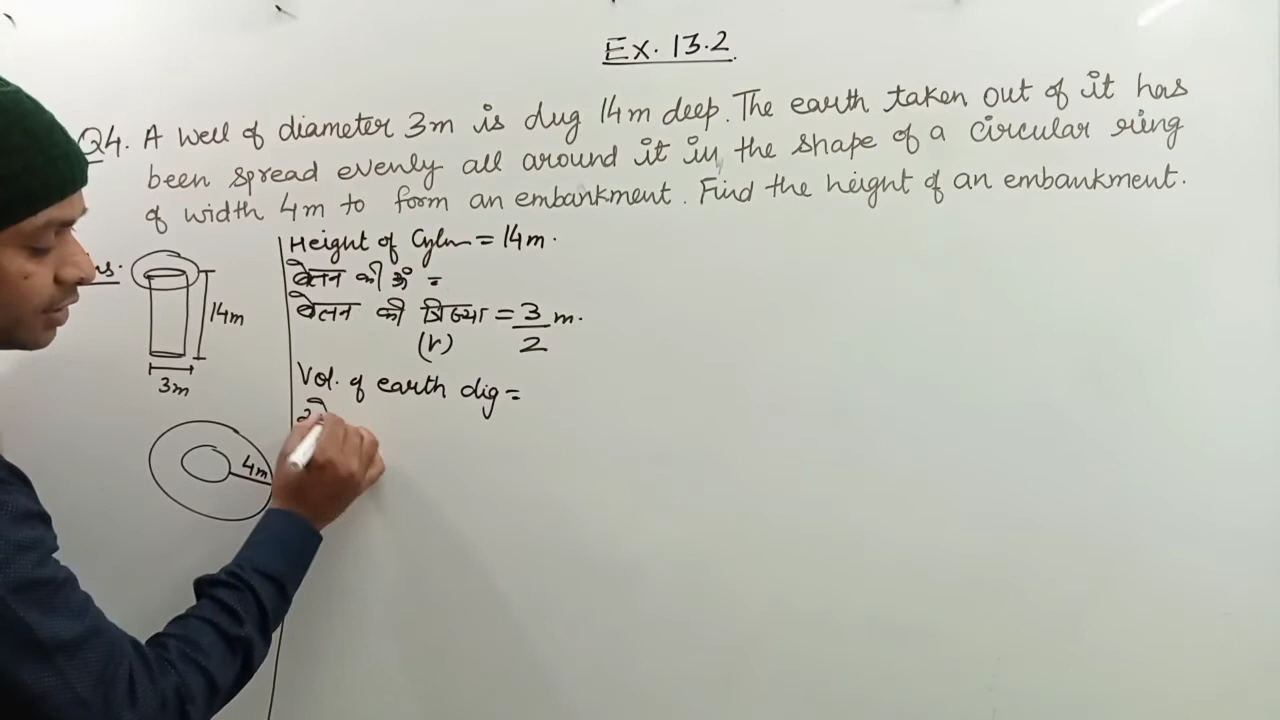 Ex. 13.2
Q4. A well of diameter 3m is dug 14m deep. The earth taken out of it has
been spread evenly all around it in the shape of a circular ring
of width 4m to form an embankment. Find the height of an embankment.
Height of Cyln = 14m.
बेलन की ऊँ =
बेलन की त्रिज्या = 3/2 m.
(r)
Vol. of earth dig =
14m
3m
4m